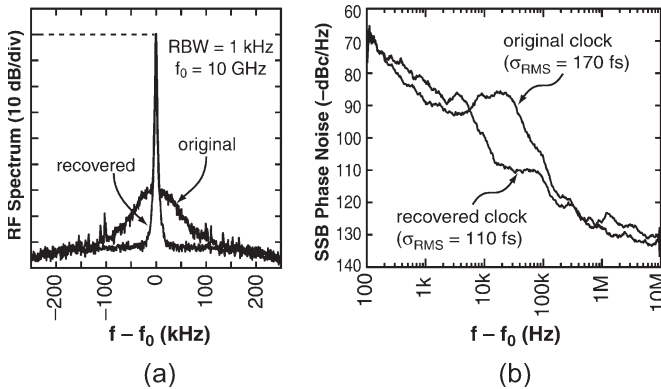 (a)
RF Spectrum (10 dB/div)
RBW = 1 kHz
f0 = 10 GHz
recovered
original
−200
−100
0
100
200
f − f0 (kHz)
(a)
(b)
SSB Phase Noise (−dBc/Hz)
60
70
80
90
100
110
120
130
140
original clock
(σRMS = 170 fs)
recovered clock
(σRMS = 110 fs)
100
1k
10k
100k
1M
10M
f − f0 (Hz)
(b)